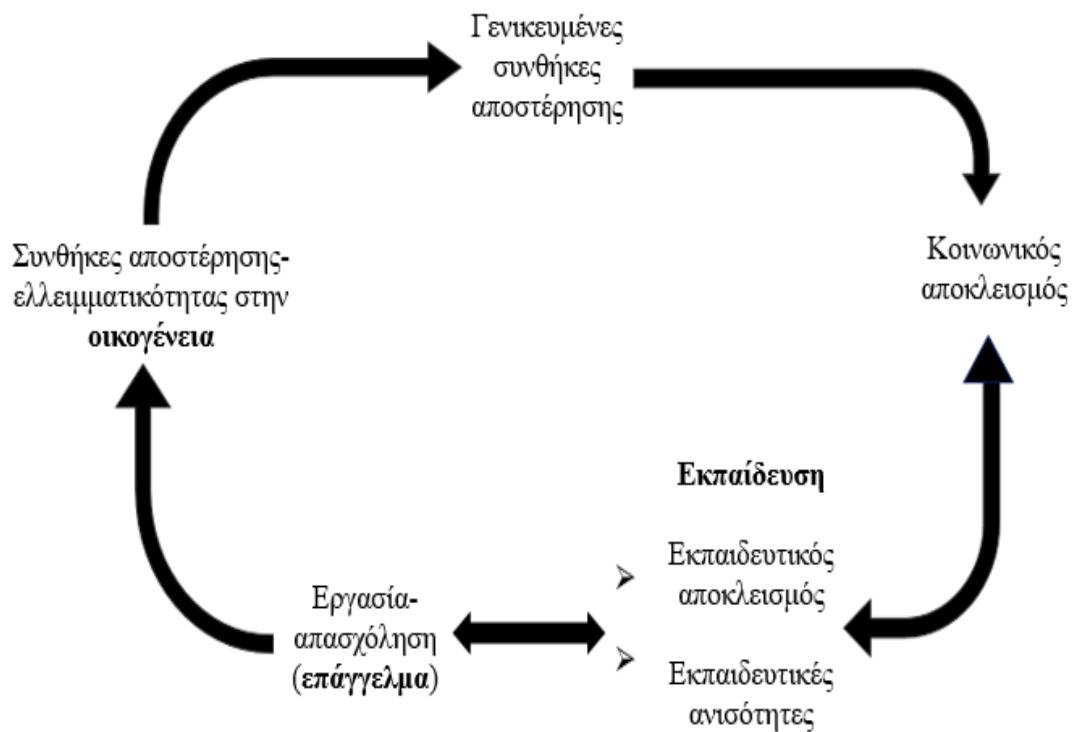 Γενικευμένες
συνθήκες
αποστέρησης
Συνθήκες αποστέρησης-
ελλειμματικότητας στην
οικογένεια
Κοινωνικός
αποκλεισμός
Εκπαίδευση
Εκπαιδευτικός
αποκλεισμός
Εκπαιδευτικές
ανισότητες
Εργασία-
απασχόληση
(επάγγελμα)